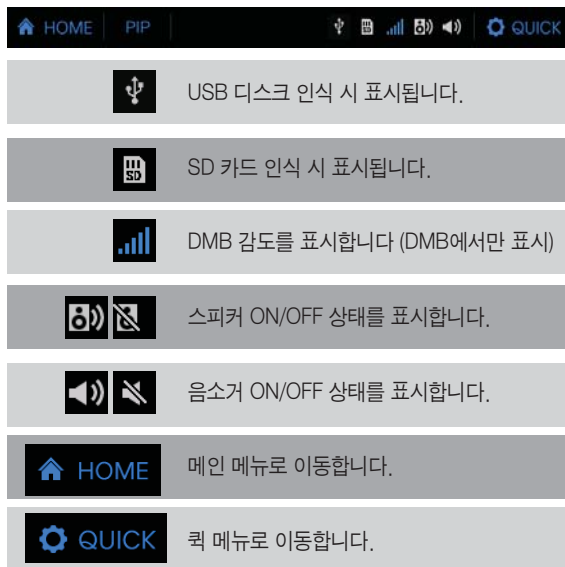 HOME PIP QUICK
USB 디스크 인식 시 표시됩니다.
SD SD 카드 인식 시 표시됩니다.
DMB 감도를 표시합니다 (DMB에서만 표시)
스피커 ON/OFF 상태를 표시합니다.
음소거 ON/OFF 상태를 표시합니다.
HOME 메인 메뉴로 이동합니다.
QUICK 퀵 메뉴로 이동합니다.